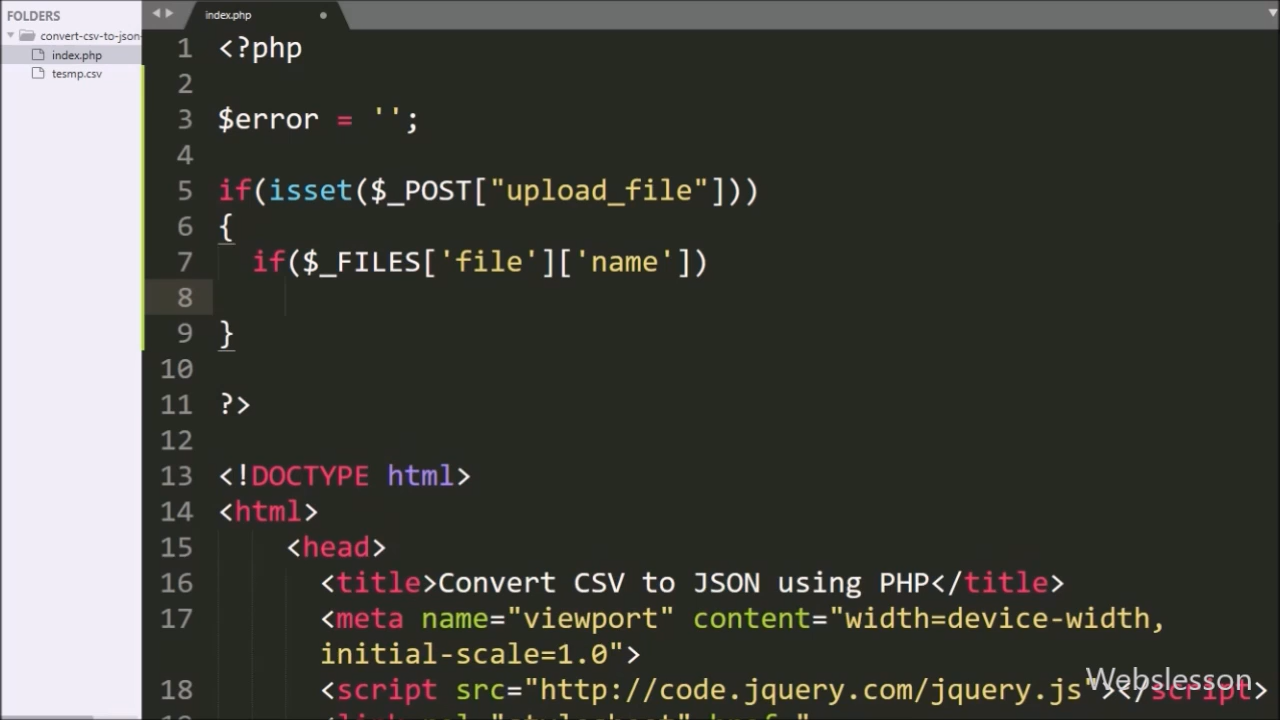 FOLDERS
convert-csv-to-json-
index.php
tesmp.csv
index.php
1 <?php
2
3 $error = '';
4
5 if(isset($_POST["upload_file"]))
6 {
7 if($_FILES['file']['name'])
8
9 }
10
11 ?>
12
13 <!DOCTYPE html>
14 <html>
15 <head>
16 <title>Convert CSV to JSON using PHP</title>
17 <meta name="viewport" content="width=device-width,
initial-scale=1.0">
18 <script src="http://code.jquery.com/jquery.js"></script>
Webslesson